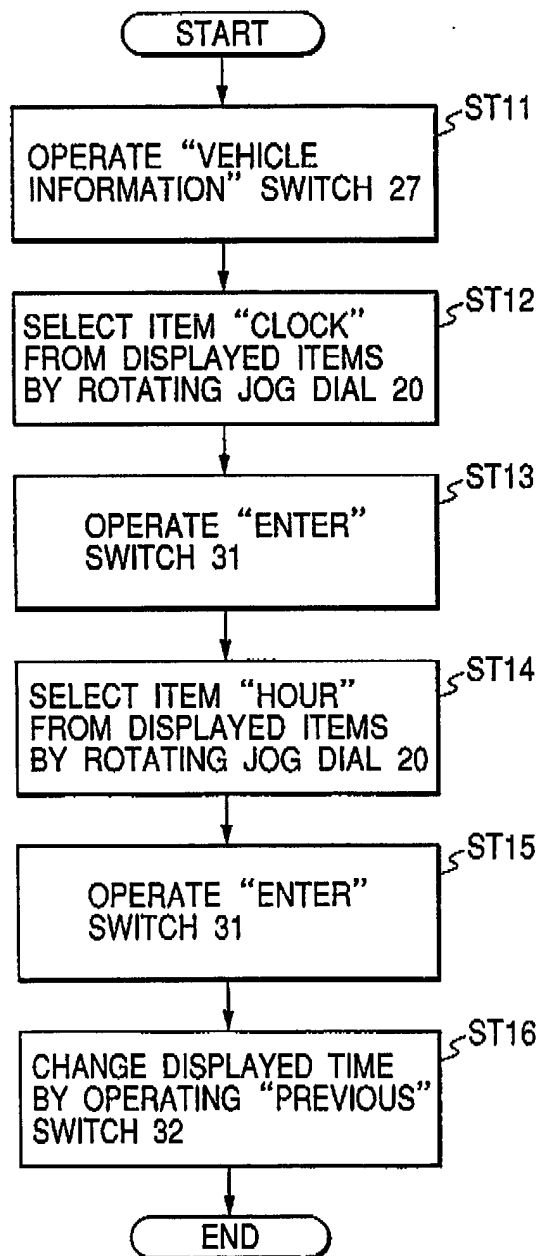 START
ST11
OPERATE "VEHICLE
INFORMATION" SWITCH 27
ST12
SELECT ITEM "CLOCK"
FROM DISPLAYED ITEMS
BY ROTATING JOG DIAL 20
ST13
OPERATE "ENTER"
SWITCH 31
ST14
SELECT ITEM "HOUR"
FROM DISPLAYED ITEMS
BY ROTATING JOG DIAL 20
ST15
OPERATE "ENTER"
SWITCH 31
ST16
CHANGE DISPLAYED TIME
BY OPERATING "PREVIOUS"
SWITCH 32
END